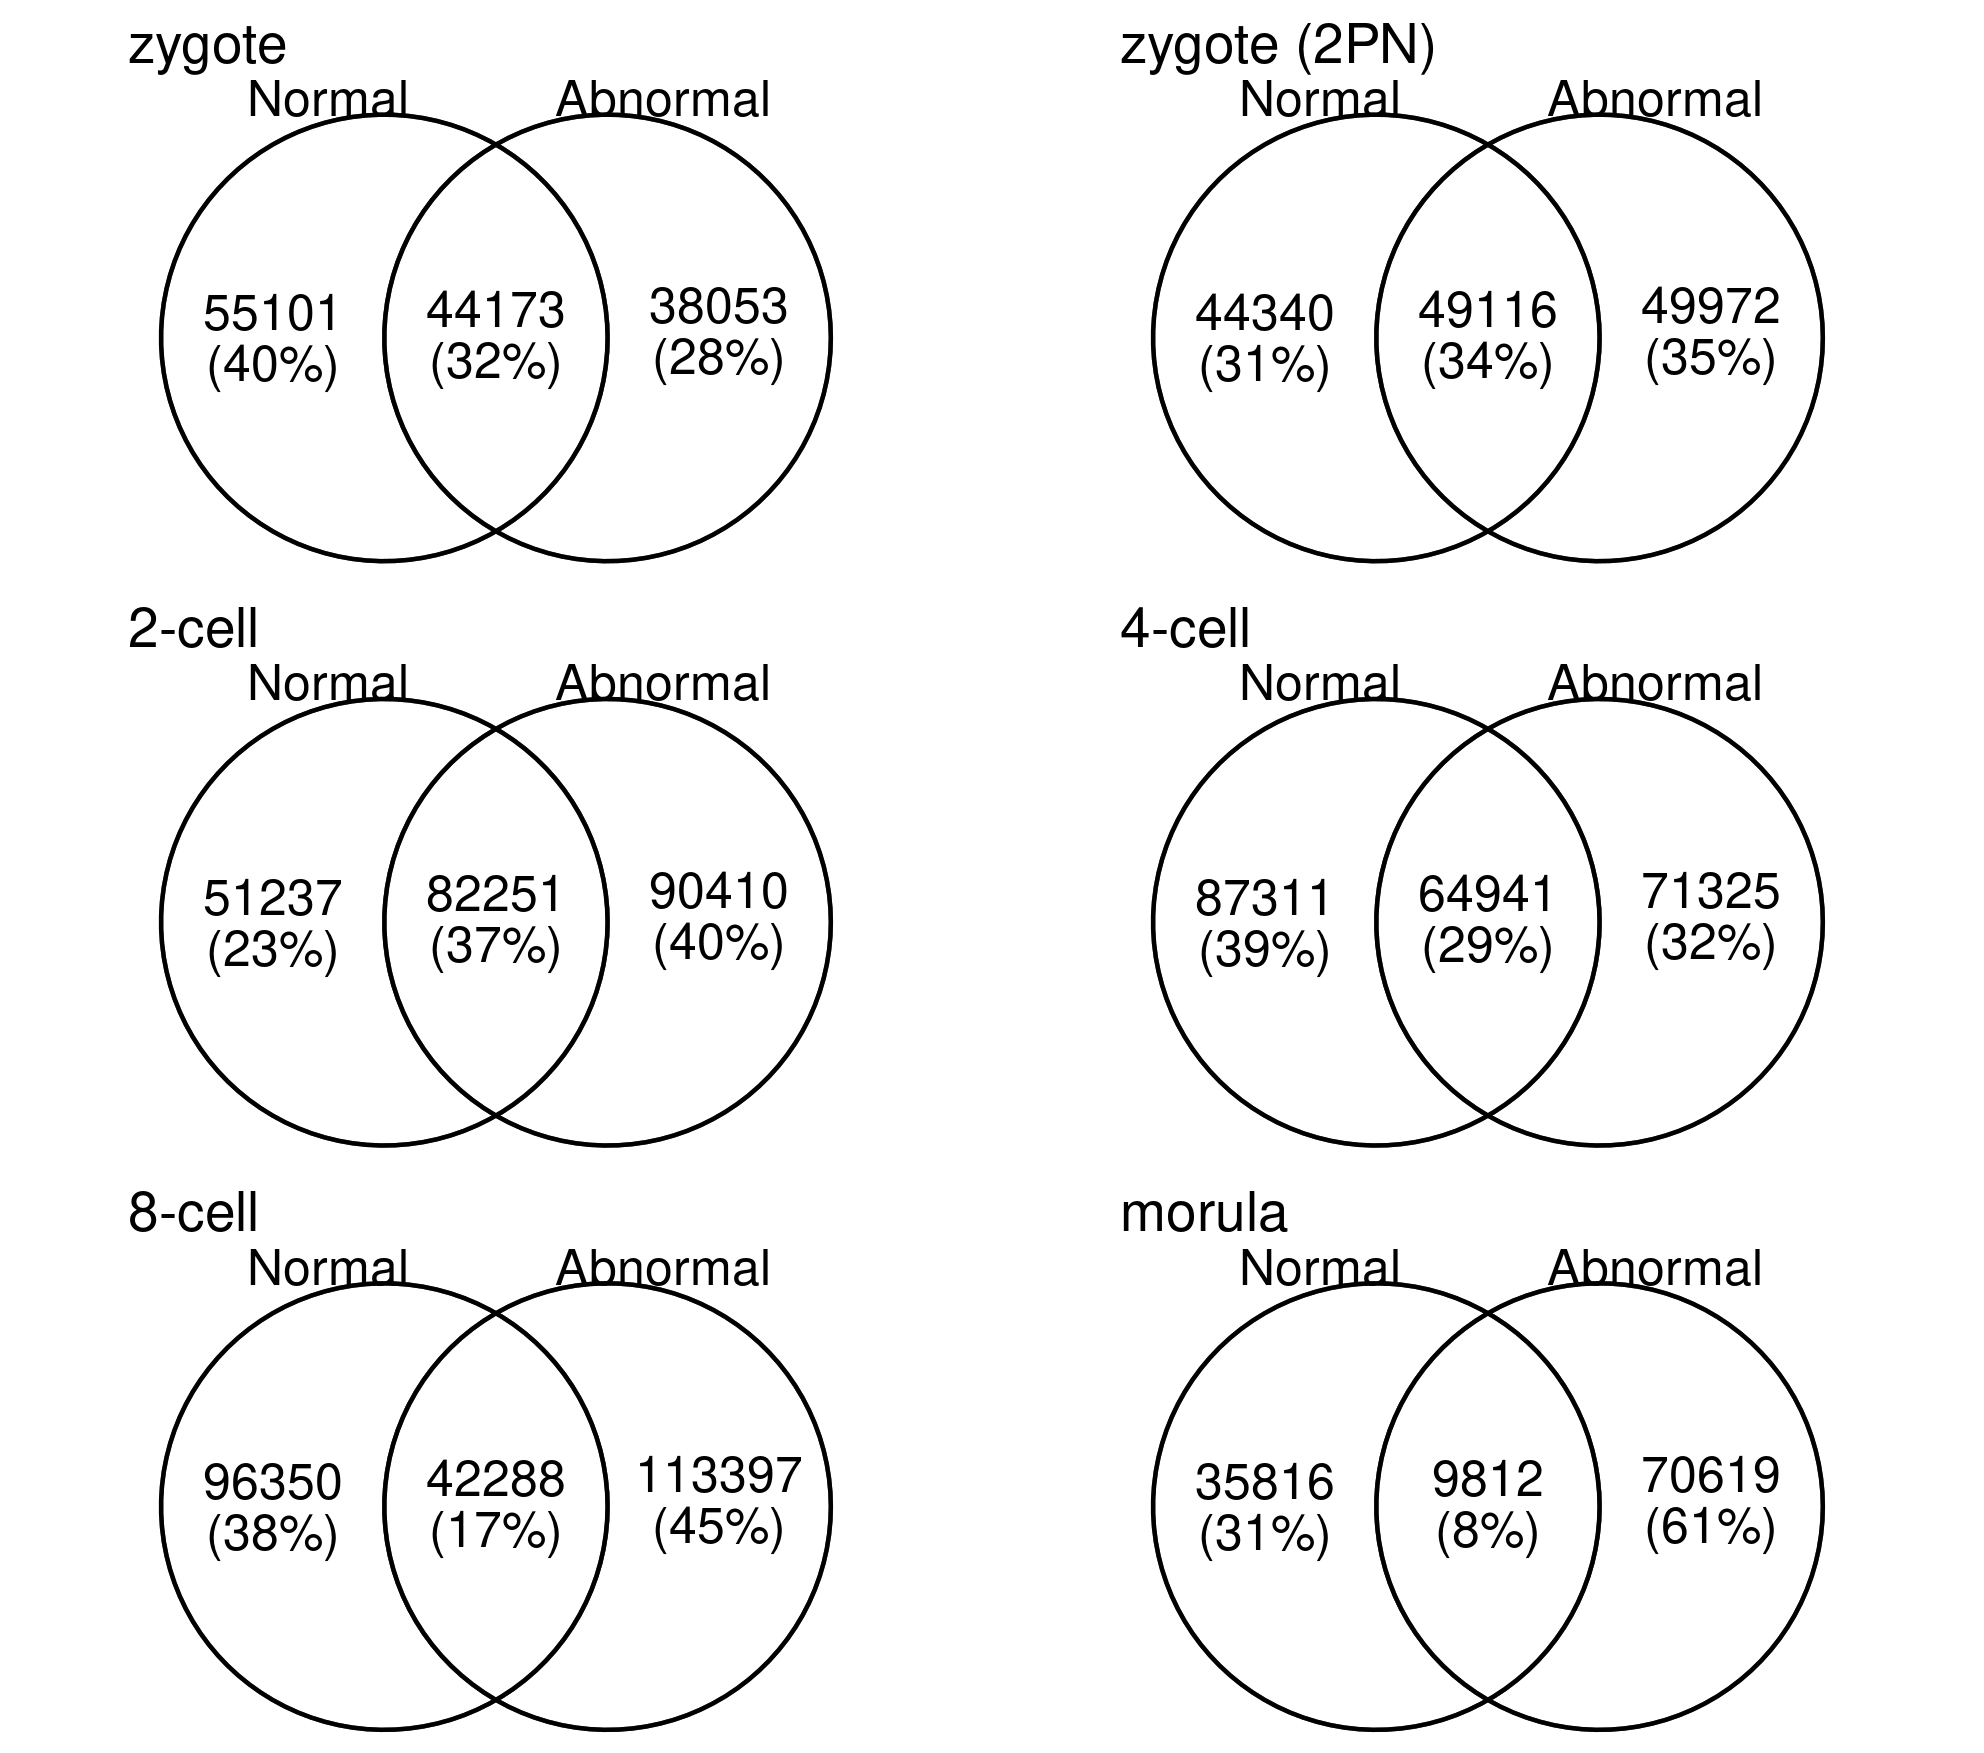 zygote
Normal
Abnormal
55101
(40%)
44173
(32%)
38053
(28%)
zygote (2PN)
Normal
Abnormal
44340
(31%)
49116
(34%)
49972
(35%)
2-cell
Normal
Abnormal
51237
(23%)
82251
(37%)
90410
(40%)
4-cell
Normal
Abnormal
87311
(39%)
64941
(29%)
71325
(32%)
8-cell
Normal
Abnormal
96350
(38%)
42288
(17%)
113397
(45%)
morula
Normal
Abnormal
35816
(31%)
9812
(8%)
70619
(61%)